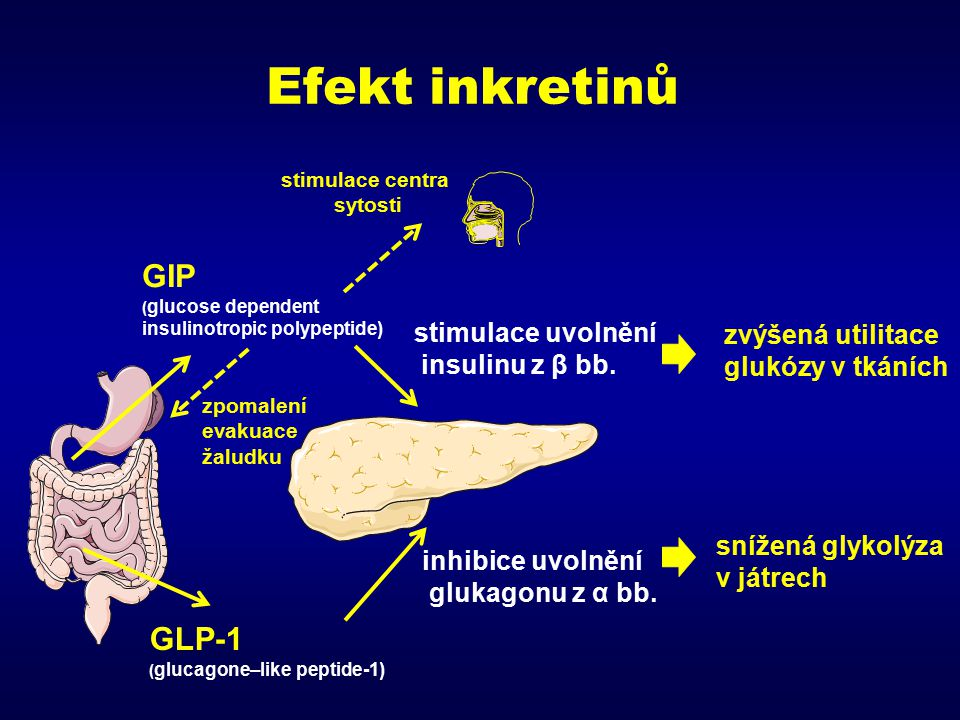 Efekt inkretinů
stimulace centra
sytosti
GIP
(glucose dependent
insulinotropic polypeptide)
stimulace uvolnění
insulinu z β bb.
zvýšená utilitace
glukózy v tkáních
zpomalení
evakuace
žaludku
inhibice uvolnění
glukagonu z α bb.
snížená glykolýza
v játrech
GLP-1
(glucagone–like peptide-1)